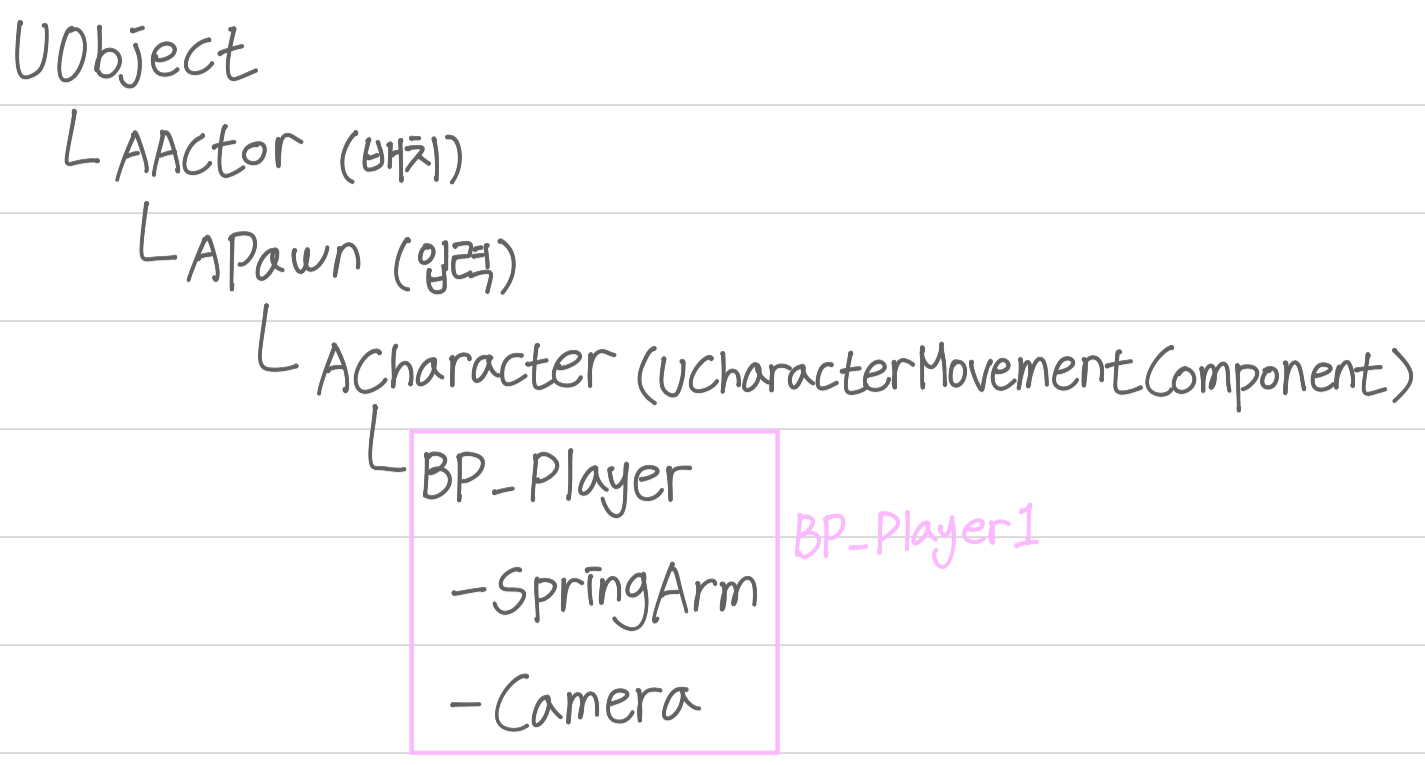 UObject
└ AActor (배치)
└ APawn (입력)
└ ACharacter (UCharacterMovementComponent)
└ BP_Player
BP_Player1
-SpringArm
-Camera